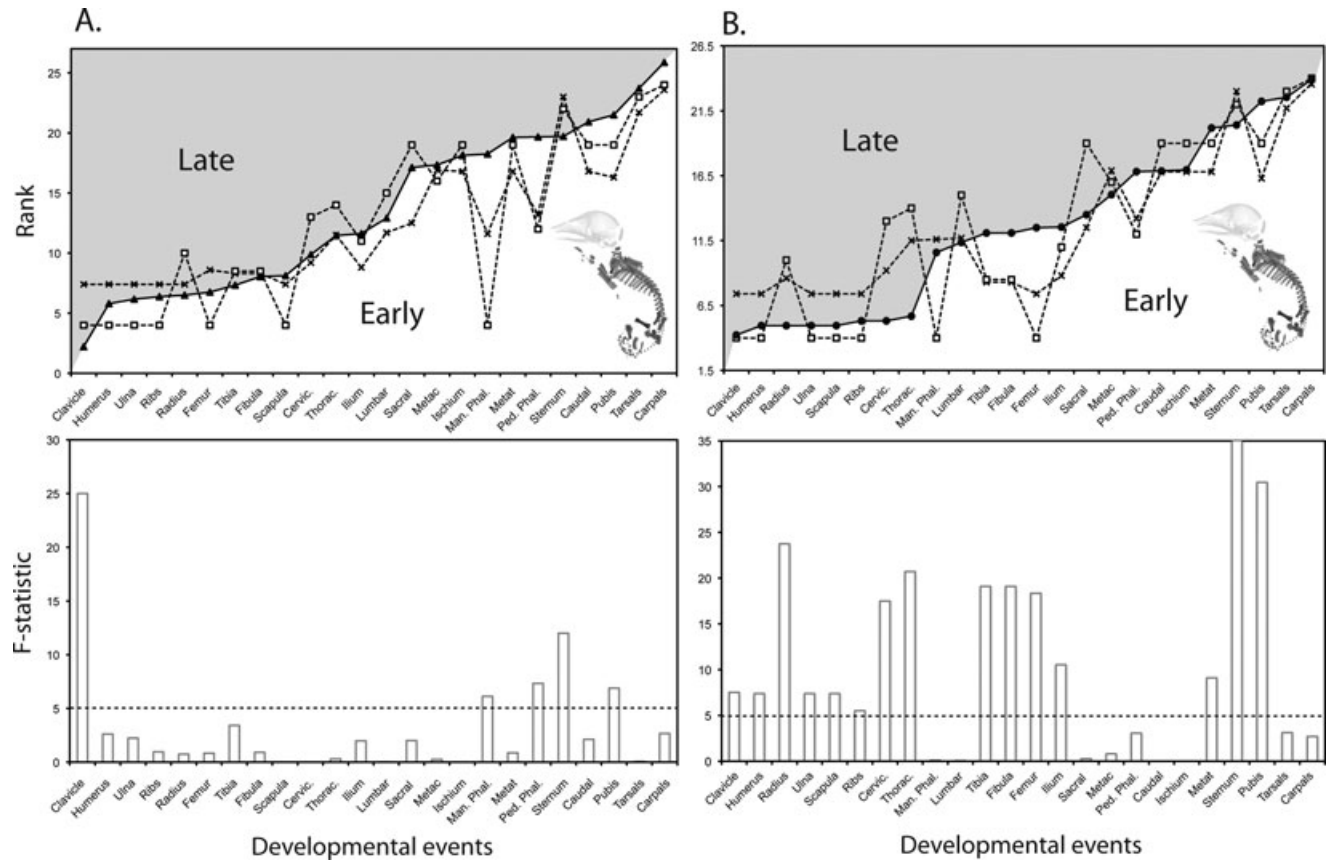 A.
Rank
25
20
15
10
5
0
Late
Early
Clavicle
Humerus
Ulna
Ribs
Radius
Femur
Tibia
Fibula
Scapula
Cervic.
Thorac.
Ilium
Lumbar
Sacral
Metac
Ischium
Man. Phal.
Metat
Ped. Phal.
Sternum
Caudal
Pubis
Tarsals
Carpals
B.
26.5
21.5
16.5
11.5
6.5
1.5
Late
Early
Clavicle
Humerus
Radius
Ulna
Scapula
Ribs
Cervic.
Thorac.
Man. Phal.
Lumbar
Tibia
Fibula
Femur
Ilium
Sacral
Metac
Ped. Phal.
Caudal
Ischium
Metat
Sternum
Pubis
Tarsals
Carpals
F-statistic
30
25
20
15
10
5
0
Clavicle
Humerus
Ulna
Ribs
Radius
Femur
Tibia
Fibula
Scapula
Cervic.
Thorac.
Ilium
Lumbar
Sacral
Metac
Ischium
Man. Phal.
Metat
Ped. Phal.
Sternum
Caudal
Pubis
Tarsals
Carpals
Developmental events
35
30
25
20
15
10
5
0
Clavicle
Humerus
Radius
Ulna
Scapula
Ribs
Cervic.
Thorac.
Man. Phal.
Lumbar
Tibia
Fibula
Femur
Ilium
Sacral
Metac
Ped. Phal.
Caudal
Ischium
Metat
Sternum
Pubis
Tarsals
Carpals
Developmental events